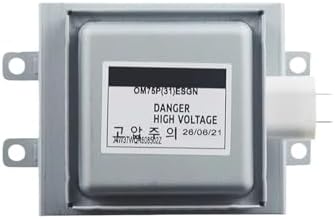 OM75P(31)ESGN
DANGER
HIGH VOLTAGE
고압주의 26/06/21